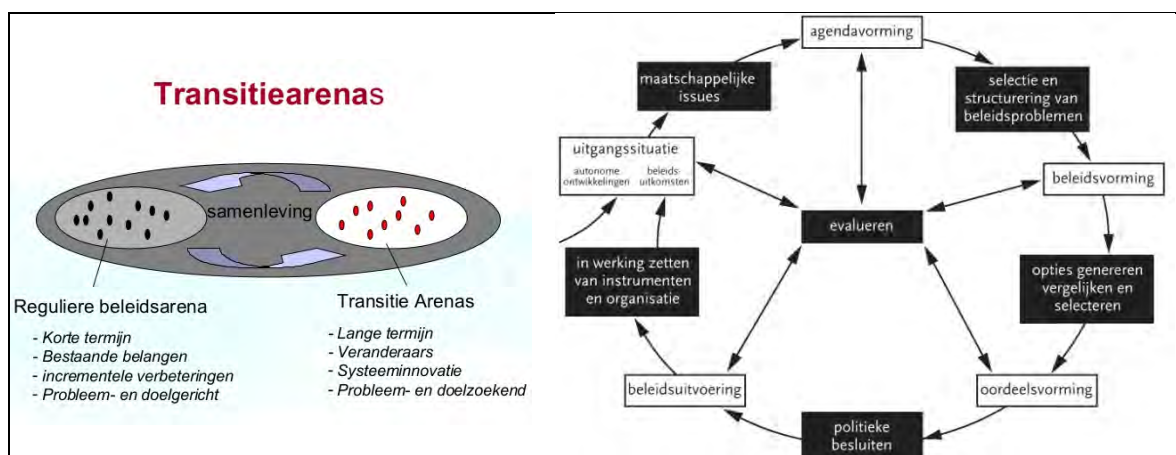 Transitiearenas
samenleving
Reguliere beleidsarena
- Korte termijn
- Bestaande belangen
- incrementele verbeteringen
- Probleem- en doelgericht
Transitie Arenas
- Lange termijn
- Veranderaars
- Systeeminnovatie
- Probleem- en doelzoekend
agendavorming
maatschappelijke
issues
selectie en
structurering van
beleidsproblemen
uitgangssituatie
autonome
ontwikkelingen
beleids
uitkomsten
beleidsvorming
evalueren
in werking zetten
van instrumenten
en organisatie
opties genereren
vergelijken en
selecteren
beleidsuitvoering
oordeelsvorming
politieke
besluiten